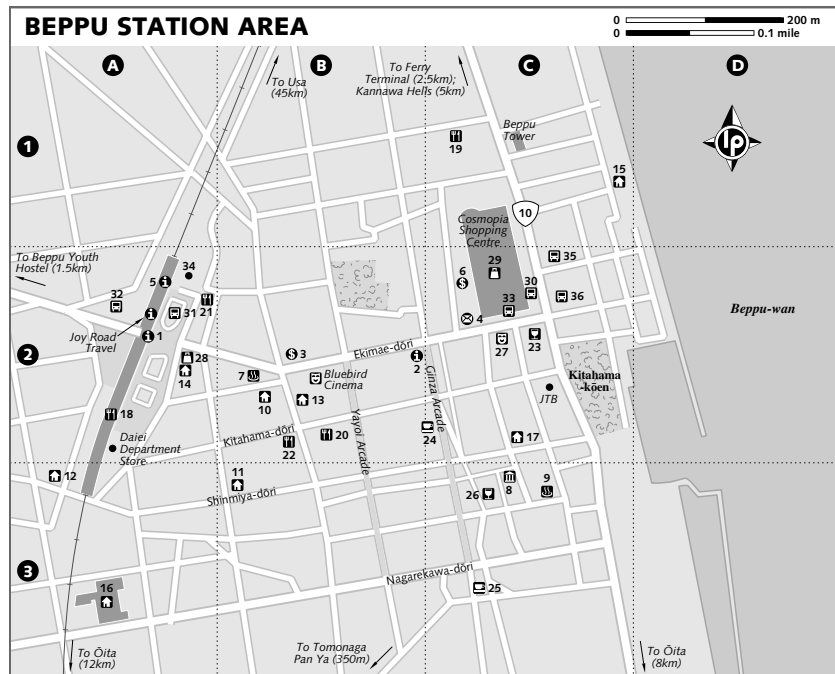 BEPPU STATION AREA
0 200 m
0 0.1 mile
A
B
C
D
To Usa
(45km)
To Ferry
Terminal (2.5km);
Kannawa Hells (5km)
Beppu
Tower
1
19
lp
15
10
Cosmopia
Shopping
Centre
To Beppu Youth
Hostel (1.5km)
34
5
35
29
6
32
21
30
36
33
31
4
Joy Road
Travel
1
Beppu-wan
2
28
3
Ekimae-dōri
27
23
14
7
Bluebird
Cinema
2
Kitahama
-kōen
Ginza Arcade
JTB
10
13
18
Yayoi Arcade
Kitahama-dōri
20
24
17
22
Daiei
Department
Store
12
11
9
8
26
Shinmiya-dōri
3
Nagarekawa-dōri
16
25
To Ōita
(12km)
To Tomonaga
Pan Ya (350m)
To Ōita
(8km)